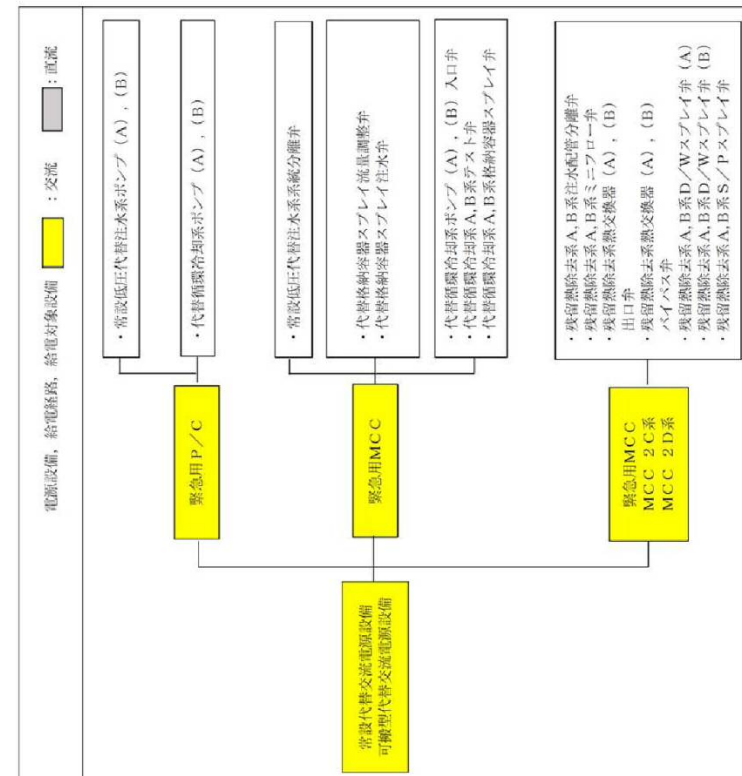 電源設備，給電経路，給電対象設備　：交流　：直流
常設代替交流電源設備
可搬型代替交流電源設備
緊急用Ｐ／Ｃ
・常設低圧代替注水系ポンプ（A），（B）
・代替循環冷却系ポンプ（A），（B）
緊急用ＭＣＣ
・常設低圧代替注水系系統分離弁
・代替格納容器スプレイ流量調整弁
・代替格納容器スプレイ注水弁
・代替循環冷却系ポンプ（A），（B）入口弁
・代替循環冷却系A,B系テスト弁
・代替循環冷却系A,B系格納容器スプレイ弁
緊急用ＭＣＣ
ＭＣＣ ２Ｃ系
ＭＣＣ ２Ｄ系
・残留熱除去系A,B系注水配管分離弁
・残留熱除去系A,B系ミニフロー弁
・残留熱除去系熱交換器（A），（B）
出口弁
・残留熱除去系熱交換器（A），（B）
バイパス弁
・残留熱除去系A,B系Ｄ／Ｗスプレイ弁（A）
・残留熱除去系A,B系Ｄ／Ｗスプレイ弁（B）
・残留熱除去系A,B系Ｓ／Ｐスプレイ弁